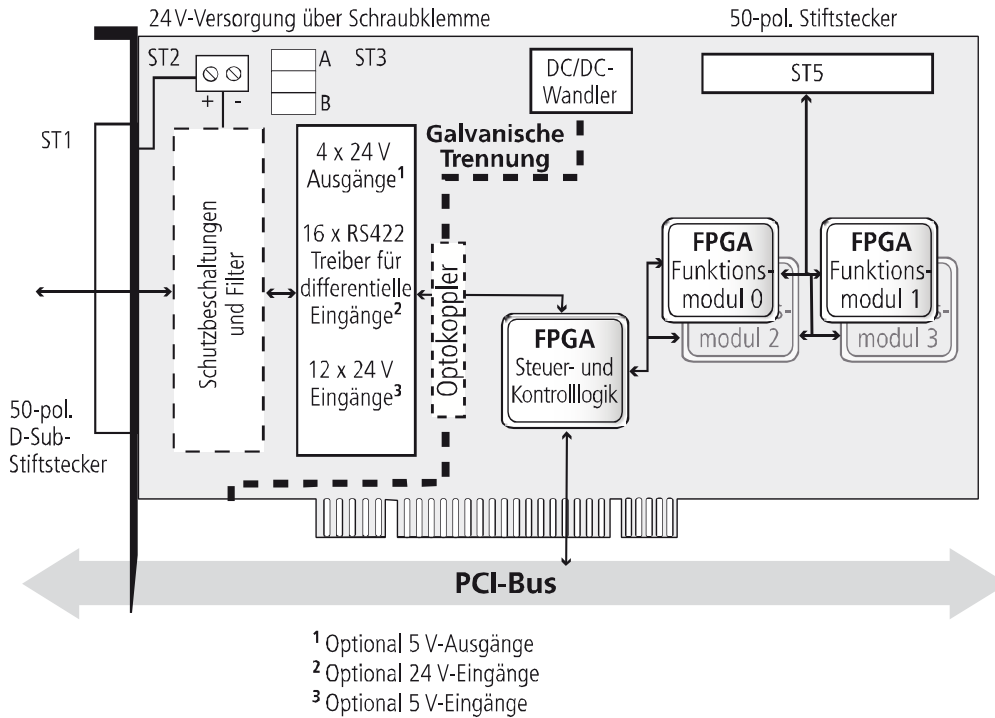 24 V-Versorgung über Schraubklemme
50-pol. Stiftstecker
ST2
+ -
A
B
ST3
DC/DC-
Wandler
ST5
ST1
Galvanische
Trennung
Schutzbeschaltungen
und Filter
4 x 24 V
Ausgänge¹
16 x RS422
Treiber für
differentielle
Eingänge²
12 x 24 V
Eingänge³
Optokoppler
FPGA
Steuer- und
Kontrolllogik
FPGA
Funktions-
modul 0
FPGA
Funktions-
modul 1
s-
modul 2
s-
modul 3
50-pol.
D-Sub-
Stiftstecker
PCI-Bus
¹ Optional 5 V-Ausgänge
² Optional 24 V-Eingänge
³ Optional 5 V-Eingänge